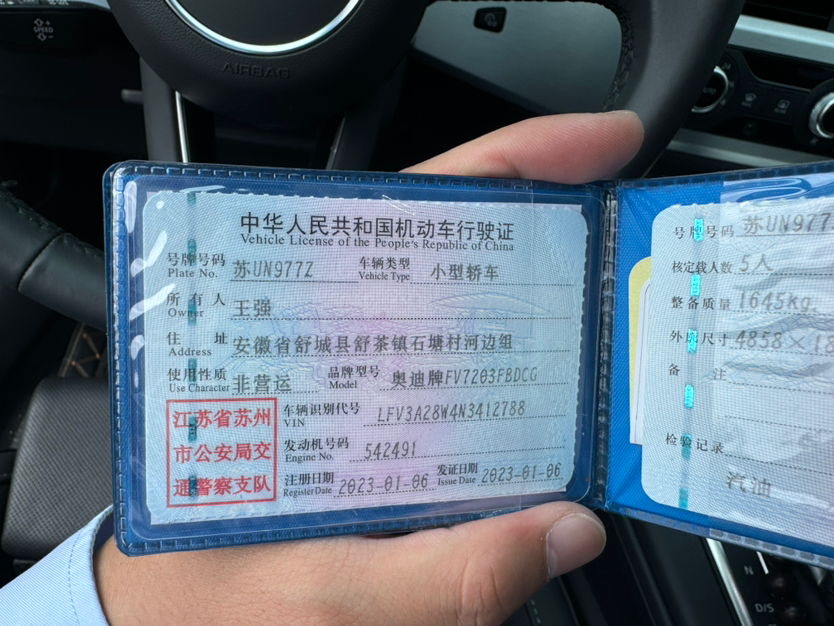 SPEED
AIRBAG
中华人民共和国机动车行驶证
Vehicle License of the People's Republic of China
号牌号码 苏UN977Z 车辆类型 小型轿车
Plate No. Vehicle Type
所有人 王强
Owner
住址 安徽省舒城县舒茶镇石塘村河边组
Address
使用性质 非营运 品牌型号 奥迪牌FV7203FBDCG
Use Character Model
江苏省苏州
市公安局交
通警察支队
车辆识别代号 LFV3A28W4N3412788
VIN
发动机号码 542491
Engine No.
注册日期 2023-01-06 发证日期 2023-01-06
Register Date Issue Date
号牌号码 苏UN977
核定载人数 5人
整备质量 1645kg
外廓尺寸 4858×18
备注
检验记录
汽油
N
D/S